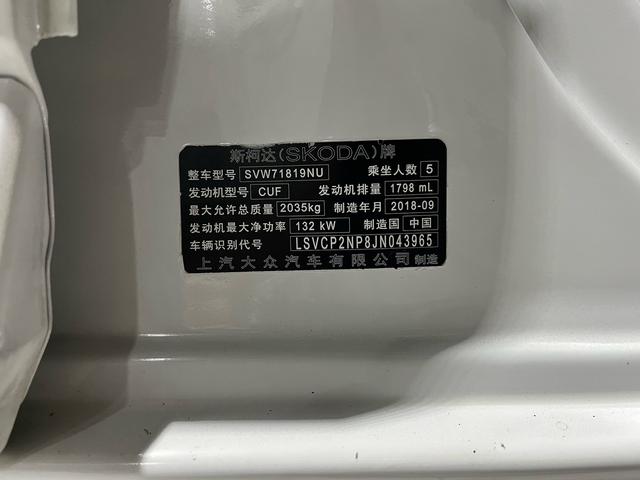 斯柯达(SKODA)牌
整车型号 SVW71819NU 乘坐人数 5
发动机型号 CUF 发动机排量 1798 mL
最大允许总质量 2035kg 制造年月 2018-09
发动机最大净功率 132 kW 制造国 中国
车辆识别代号 LSVCP2NP8JN043965
上汽大众汽车有限公司 制造